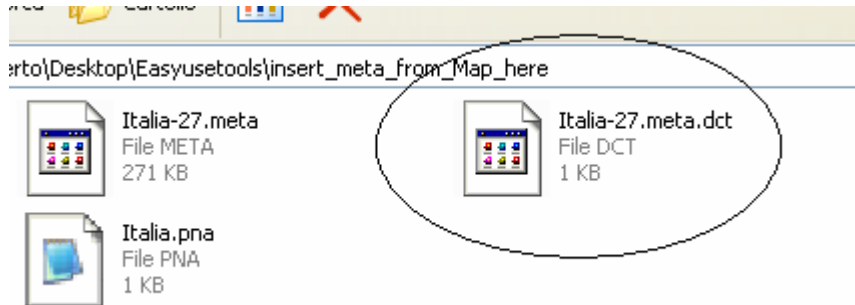 erto\Desktop\Easyusetools\insert_meta_from_Map_here
Italia-27.meta
File META
271 KB
Italia-27.meta.dct
File DCT
1 KB
Italia.pna
File PNA
1 KB